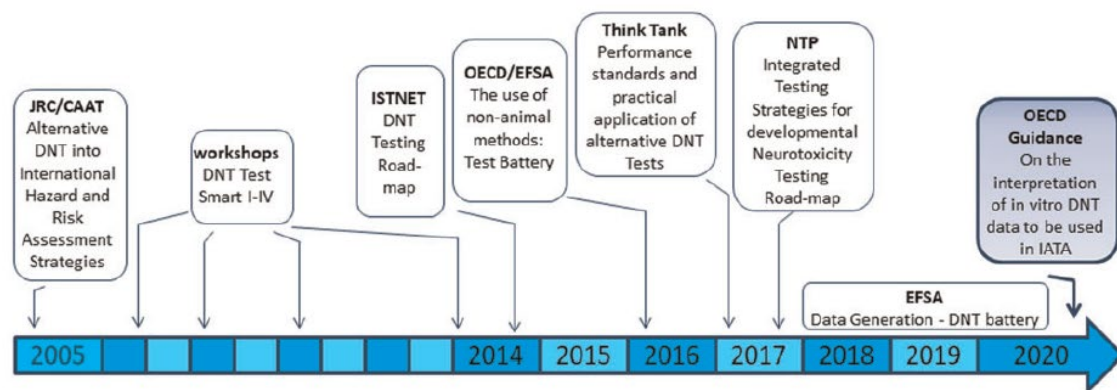 JRC/CAAT
Alternative
DNT into
International
Hazard and
Risk
Assessment
Strategies
workshops
DNT Test
Smart I-IV
ISTNET
DNT
Testing
Road-
map
OECD/EFSA
The use of
non-animal
methods:
Test Battery
Think Tank
Performance
standards and
practical
application of
alternative DNT
Tests
NTP
Integrated
Testing
Strategies for
developmental
Neurotoxicity
Testing
Road-map
OECD
Guidance
On the
interpretation
of in vitro DNT
data to be used
in IATA
EFSA
Data Generation - DNT battery
2005
2014
2015
2016
2017
2018
2019
2020